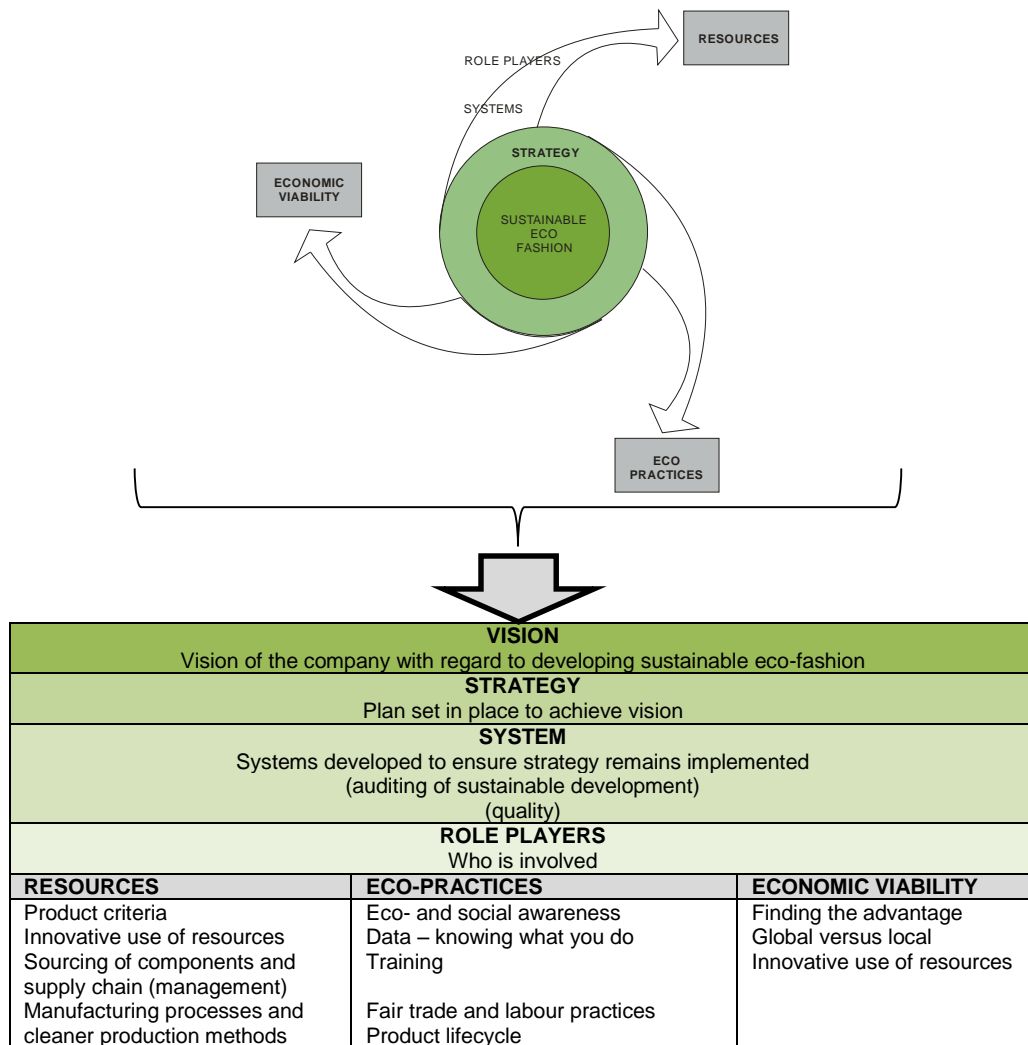 RESOURCES
ROLE PLAYERS
SYSTEMS
STRATEGY
ECONOMIC
VIABILITY
SUSTAINABLE
ECO
FASHION
ECO
PRACTICES
VISION
Vision of the company with regard to developing sustainable eco-fashion
STRATEGY
Plan set in place to achieve vision
SYSTEM
Systems developed to ensure strategy remains implemented
(auditing of sustainable development)
(quality)
ROLE PLAYERS
Who is involved
RESOURCES
Product criteria
Innovative use of resources
Sourcing of components and
supply chain (management)
Manufacturing processes and
cleaner production methods
ECO-PRACTICES
Eco- and social awareness
Data – knowing what you do
Training
Fair trade and labour practices
Product lifecycle
ECONOMIC VIABILITY
Finding the advantage
Global versus local
Innovative use of resources